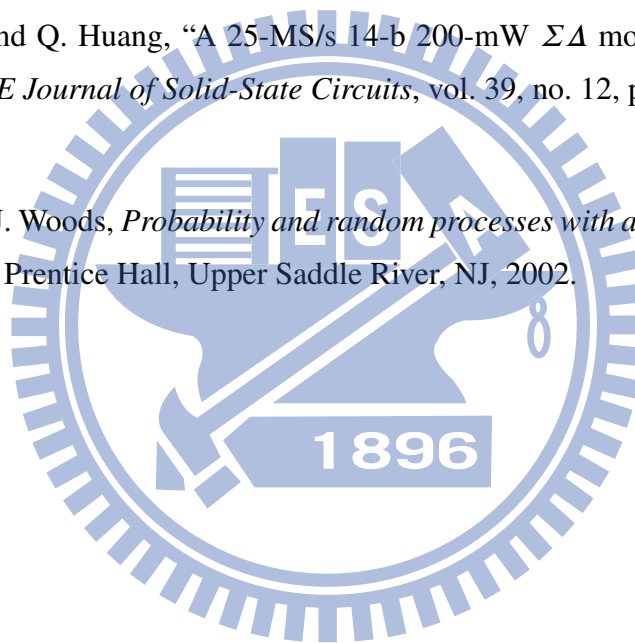 nd Q. Huang, “A 25-MS/s 14-b 200-mW ΣΔ mo
E Journal of Solid-State Circuits, vol. 39, no. 12, p
J. Woods, Probability and random processes with a
Prentice Hall, Upper Saddle River, NJ, 2002.
E S A
1896